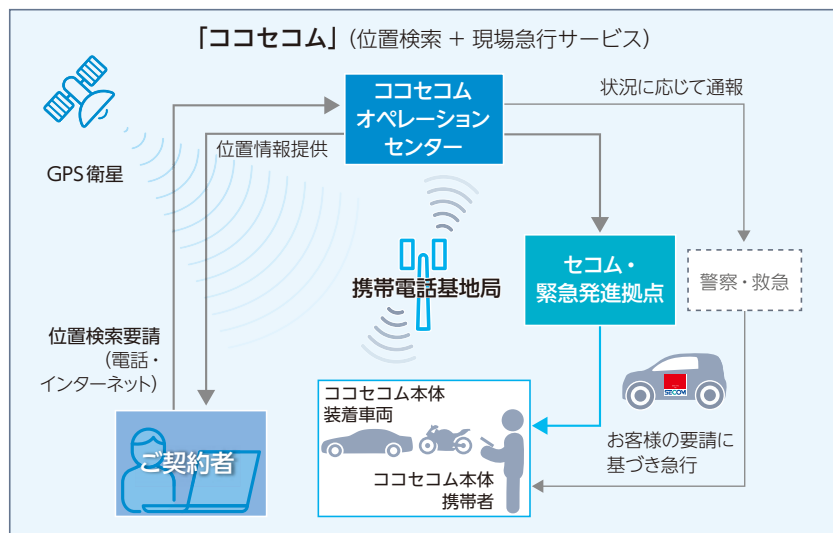 「ココセコム」(位置検索 + 現場急行サービス)
ココセコム
オペレーション
センター
状況に応じて通報
位置情報提供
GPS衛星
携帯電話基地局
セコム・
緊急発進拠点
警察・救急
位置検索要請
(電話・
インターネット)
SECOM
ココセコム本体
装着車両
ココセコム本体
携帯者
お客様の要請に
基づき急行
ご契約者